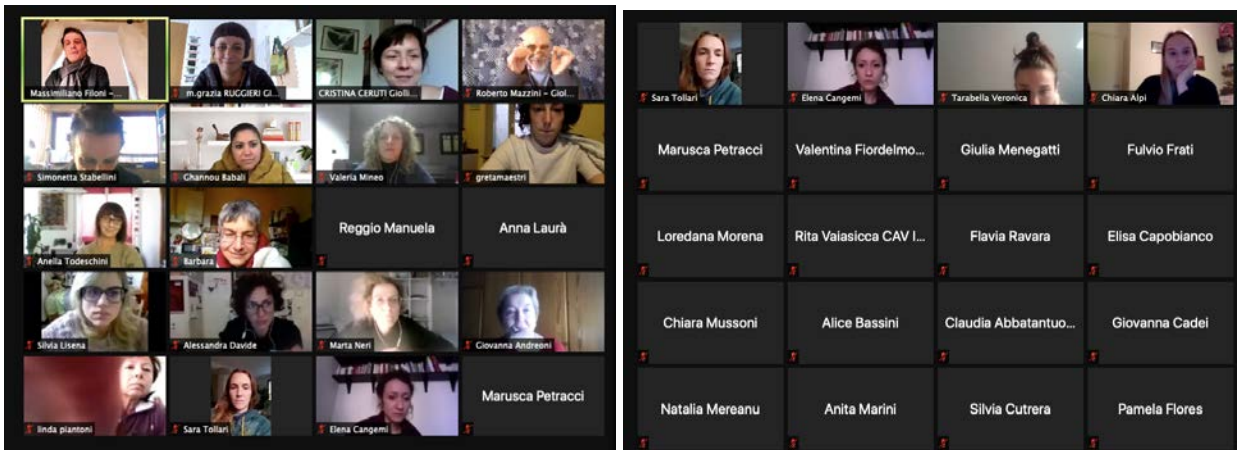 Massimiliano Filoni -...
m.grazia RUGGIERI Gi...
CRISTINA CERUTI Giolli...
Roberto Mazzini - Giol...
Simonetta Stabellini
Ghannou Babali
Valeria Mineo
gretamaestri
Anella Todeschini
Barbara
Reggio Manuela
Anna Laurà
Silvia Lisena
Alessandra Davide
Marta Neri
Giovanna Andreoni
linda piantoni
Sara Tollari
Elena Cangemi
Marusca Petracci
Sara Tollari
Elena Cangemi
Tarabella Veronica
Chiara Alpi
Marusca Petracci
Valentina Fiordelmo...
Giulia Menegatti
Fulvio Frati
Loredana Morena
Rita Vaiasicca CAV I...
Flavia Ravara
Elisa Capobianco
Chiara Mussoni
Alice Bassini
Claudia Abbatantuo...
Giovanna Cadei
Natalia Mereanu
Anita Marini
Silvia Cutrera
Pamela Flores